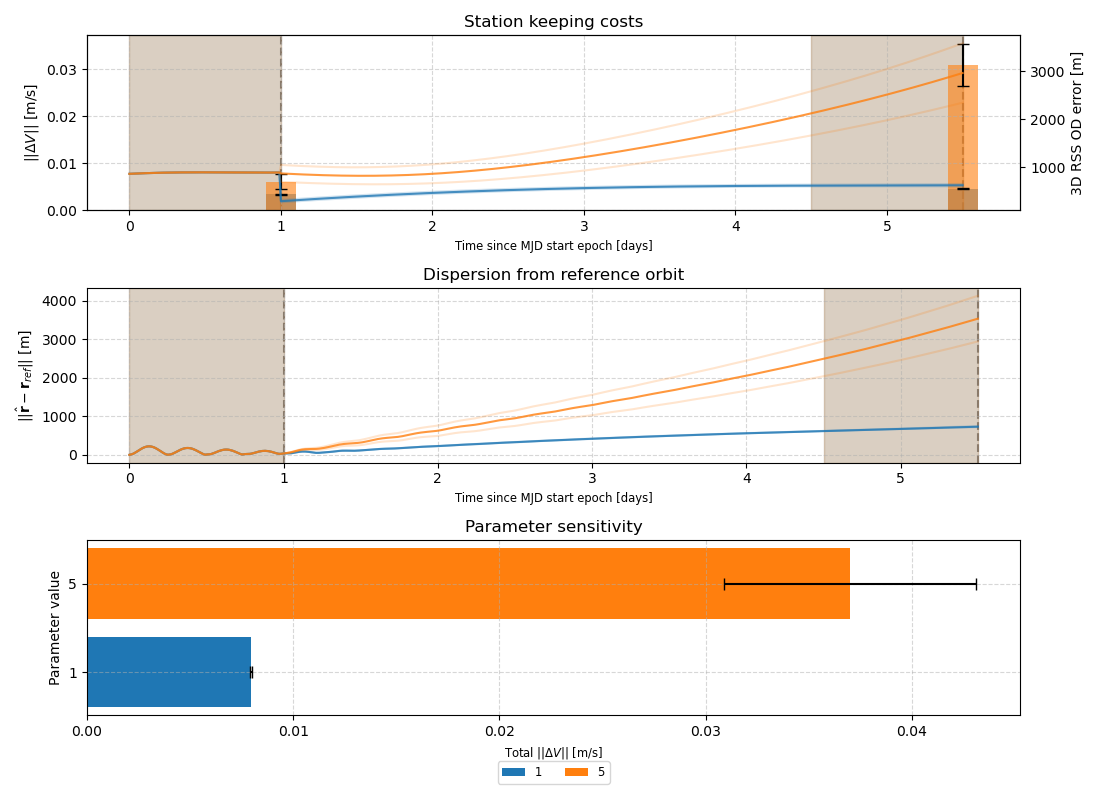 Station keeping costs
||ΔV|| [m/s]
0.03
0.02
0.01
0.00
3000
2000
1000
3D RSS OD error [m]
0 1 2 3 4 5
Time since MJD start epoch [days]
Dispersion from reference orbit
||r̂ − r_ref|| [m]
4000
3000
2000
1000
0
0 1 2 3 4 5
Time since MJD start epoch [days]
Parameter sensitivity
Parameter value
5
1
0.00 0.01 0.02 0.03 0.04
Total ||ΔV|| [m/s]
1 5